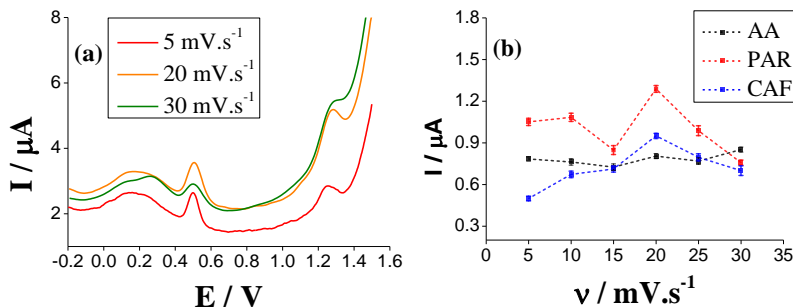 (a)
5 mV.s⁻¹
20 mV.s⁻¹
30 mV.s⁻¹
I / µA
8
6
4
2
-0.2 0.0 0.2 0.4 0.6 0.8 1.0 1.2 1.4 1.6
E / V
(b)
AA
PAR
CAF
I / µA
1.8
1.5
1.2
0.9
0.6
0.3
0 5 10 15 20 25 30 35
ν / mV.s⁻¹